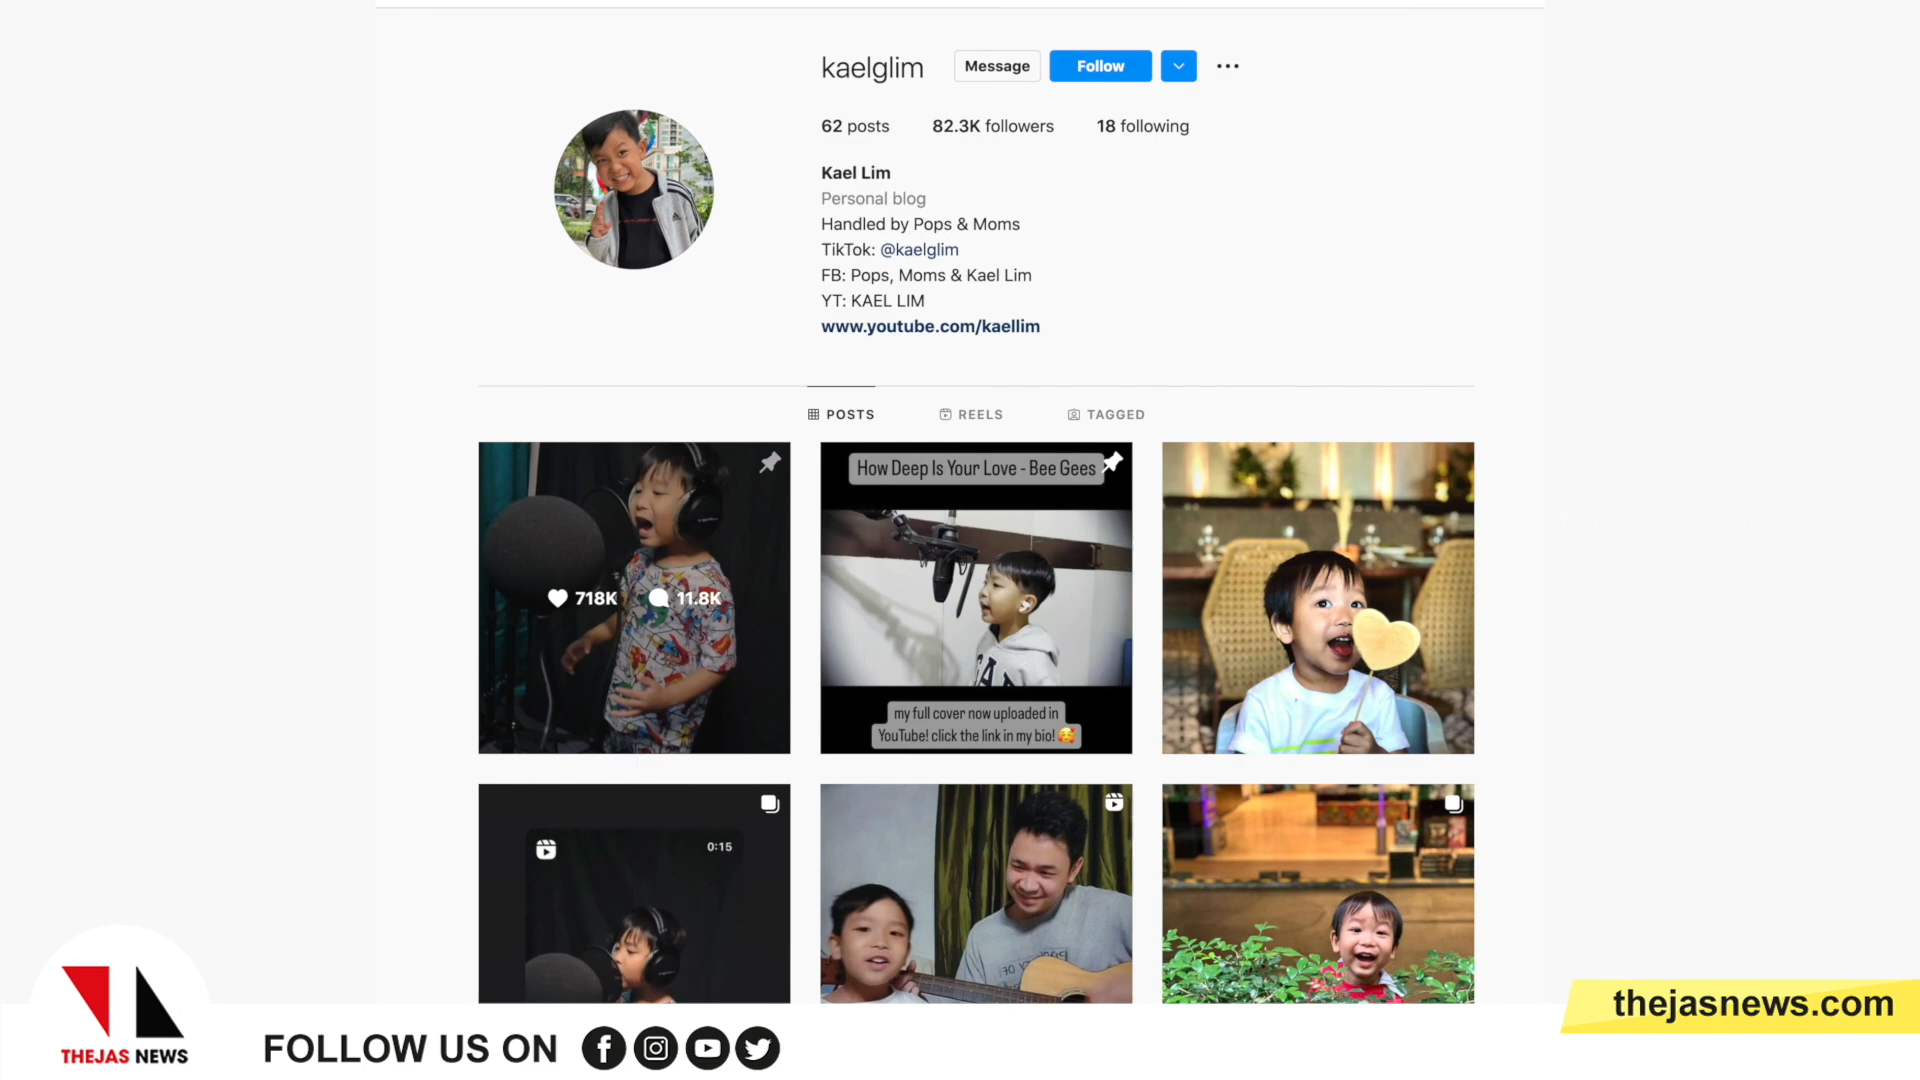 kaelglim
Message
Follow
62 posts
82.3K followers
18 following
Kael Lim
Personal blog
Handled by Pops & Moms
TikTok: @kaelglim
FB: Pops, Moms & Kael Lim
YT: KAEL LIM
www.youtube.com/kaellim
POSTS
REELS
TAGGED
718K
11.8K
How Deep Is Your Love - Bee Gees
my full cover now uploaded in
YouTube! click the link in my bio! 🥰
0:15
THEJAS NEWS
FOLLOW US ON
thejasnews.com